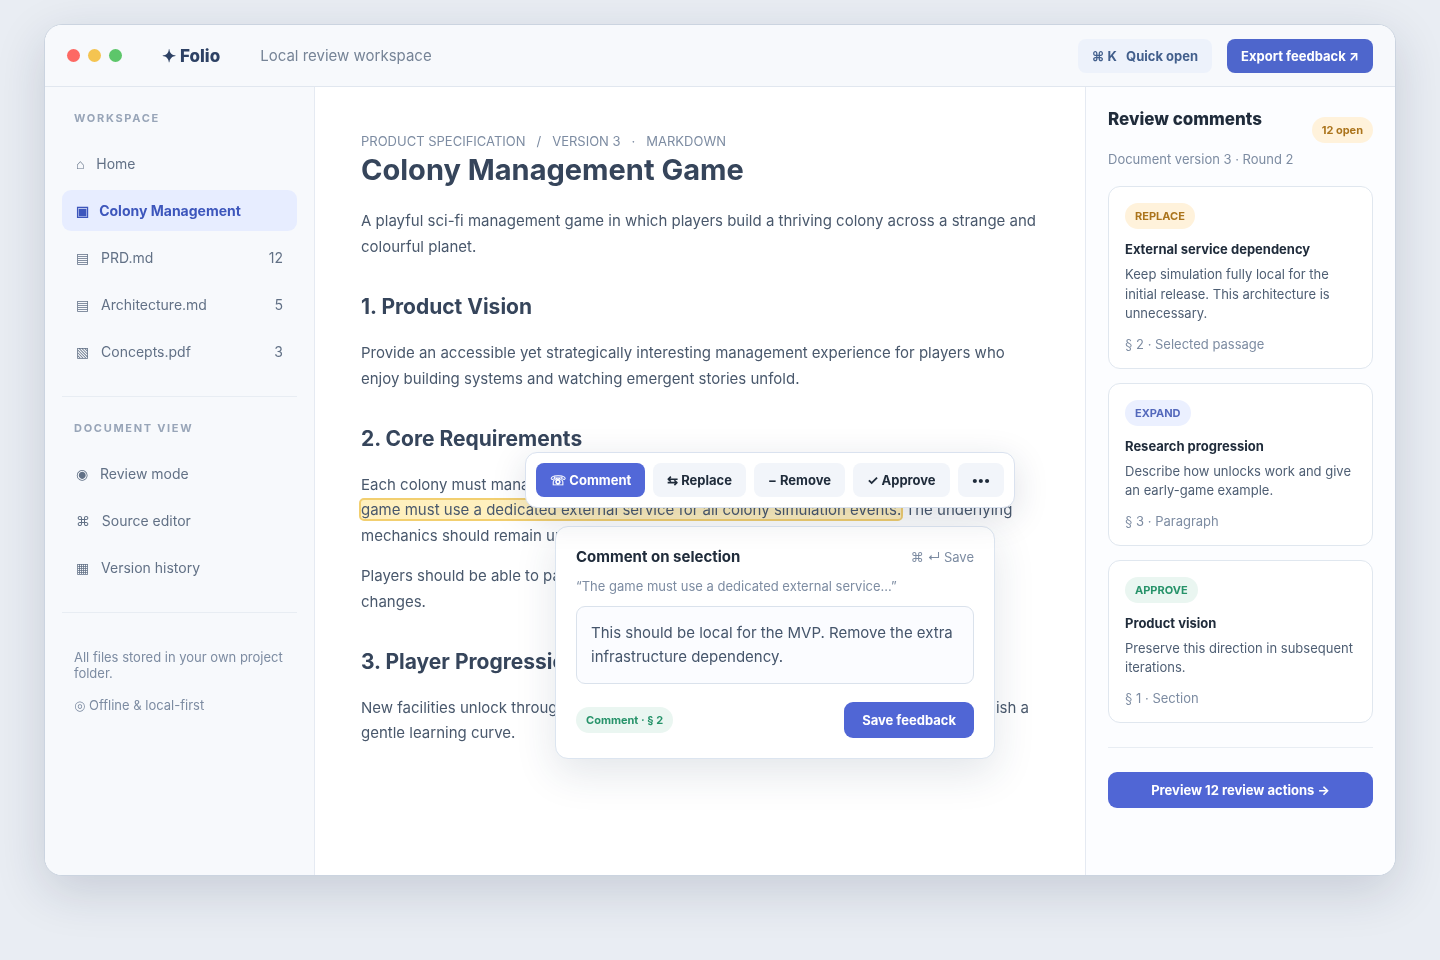 ✦ Folio
Local review workspace
⌘ K Quick open
Export feedback ↗
WORKSPACE
⌂ Home
▣ Colony Management
▤ PRD.md 12
▤ Architecture.md 5
▧ Concepts.pdf 3
DOCUMENT VIEW
◉ Review mode
⌘ Source editor
▦ Version history
All files stored in your own project
folder.
◎ Offline & local-first
PRODUCT SPECIFICATION / VERSION 3 · MARKDOWN
Colony Management Game
A playful sci-fi management game in which players build a thriving colony across a strange and
colourful planet.
1. Product Vision
Provide an accessible yet strategically interesting management experience for players who
enjoy building systems and watching emergent stories unfold.
2. Core Requirements
Each colony must
game must use a dedicated external service for all colony simulation events. The underlying
mechanics should remain
Players should be able to
changes.
3. Player
New facilities unlock
gentle learning curve.
☏ Comment
⇆ Replace
− Remove
✓ Approve
•••
Comment on selection
⌘ ↵ Save
“The game must use a dedicated external service…”
This should be local for the MVP. Remove the extra
infrastructure dependency.
Comment · § 2
Save feedback
Review comments
12 open
Document version 3 · Round 2
REPLACE
External service dependency
Keep simulation fully local for the
initial release. This architecture is
unnecessary.
§ 2 · Selected passage
EXPAND
Research progression
Describe how unlocks work and give
an early-game example.
§ 3 · Paragraph
APPROVE
Product vision
Preserve this direction in subsequent
iterations.
§ 1 · Section
Preview 12 review actions →